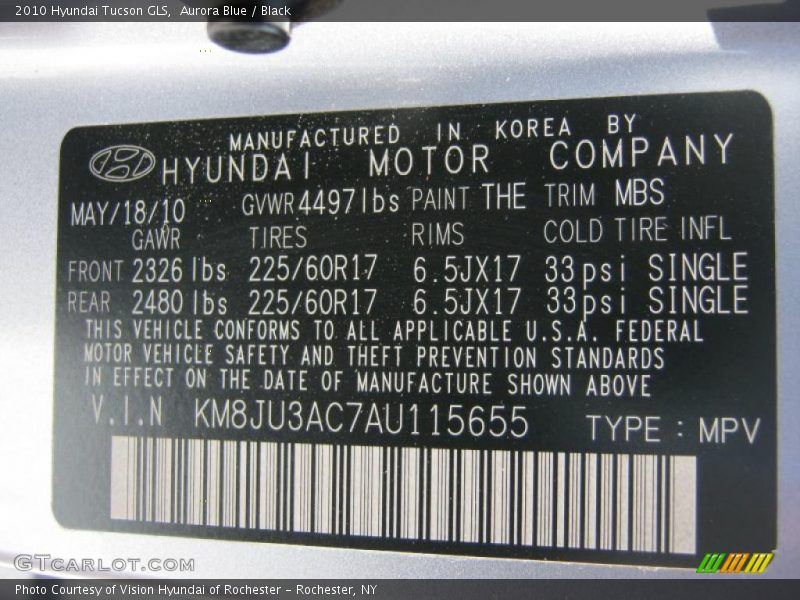 2010 Hyundai Tucson GLS, Aurora Blue / Black
MANUFACTURED IN KOREA BY
HYUNDAI MOTOR COMPANY
MAY/18/10 GVWR 4497 lbs PAINT THE TRIM MBS
GAWR TIRES RIMS COLD TIRE INFL
FRONT 2326 lbs 225/60R17 6.5JX17 33psi SINGLE
REAR 2480 lbs 225/60R17 6.5JX17 33psi SINGLE
THIS VEHICLE CONFORMS TO ALL APPLICABLE U.S.A. FEDERAL
MOTOR VEHICLE SAFETY AND THEFT PREVENTION STANDARDS
IN EFFECT ON THE DATE OF MANUFACTURE SHOWN ABOVE
V.I.N KM8JU3AC7AU115655 TYPE : MPV
GTcarlot.com
Photo Courtesy of Vision Hyundai of Rochester - Rochester, NY